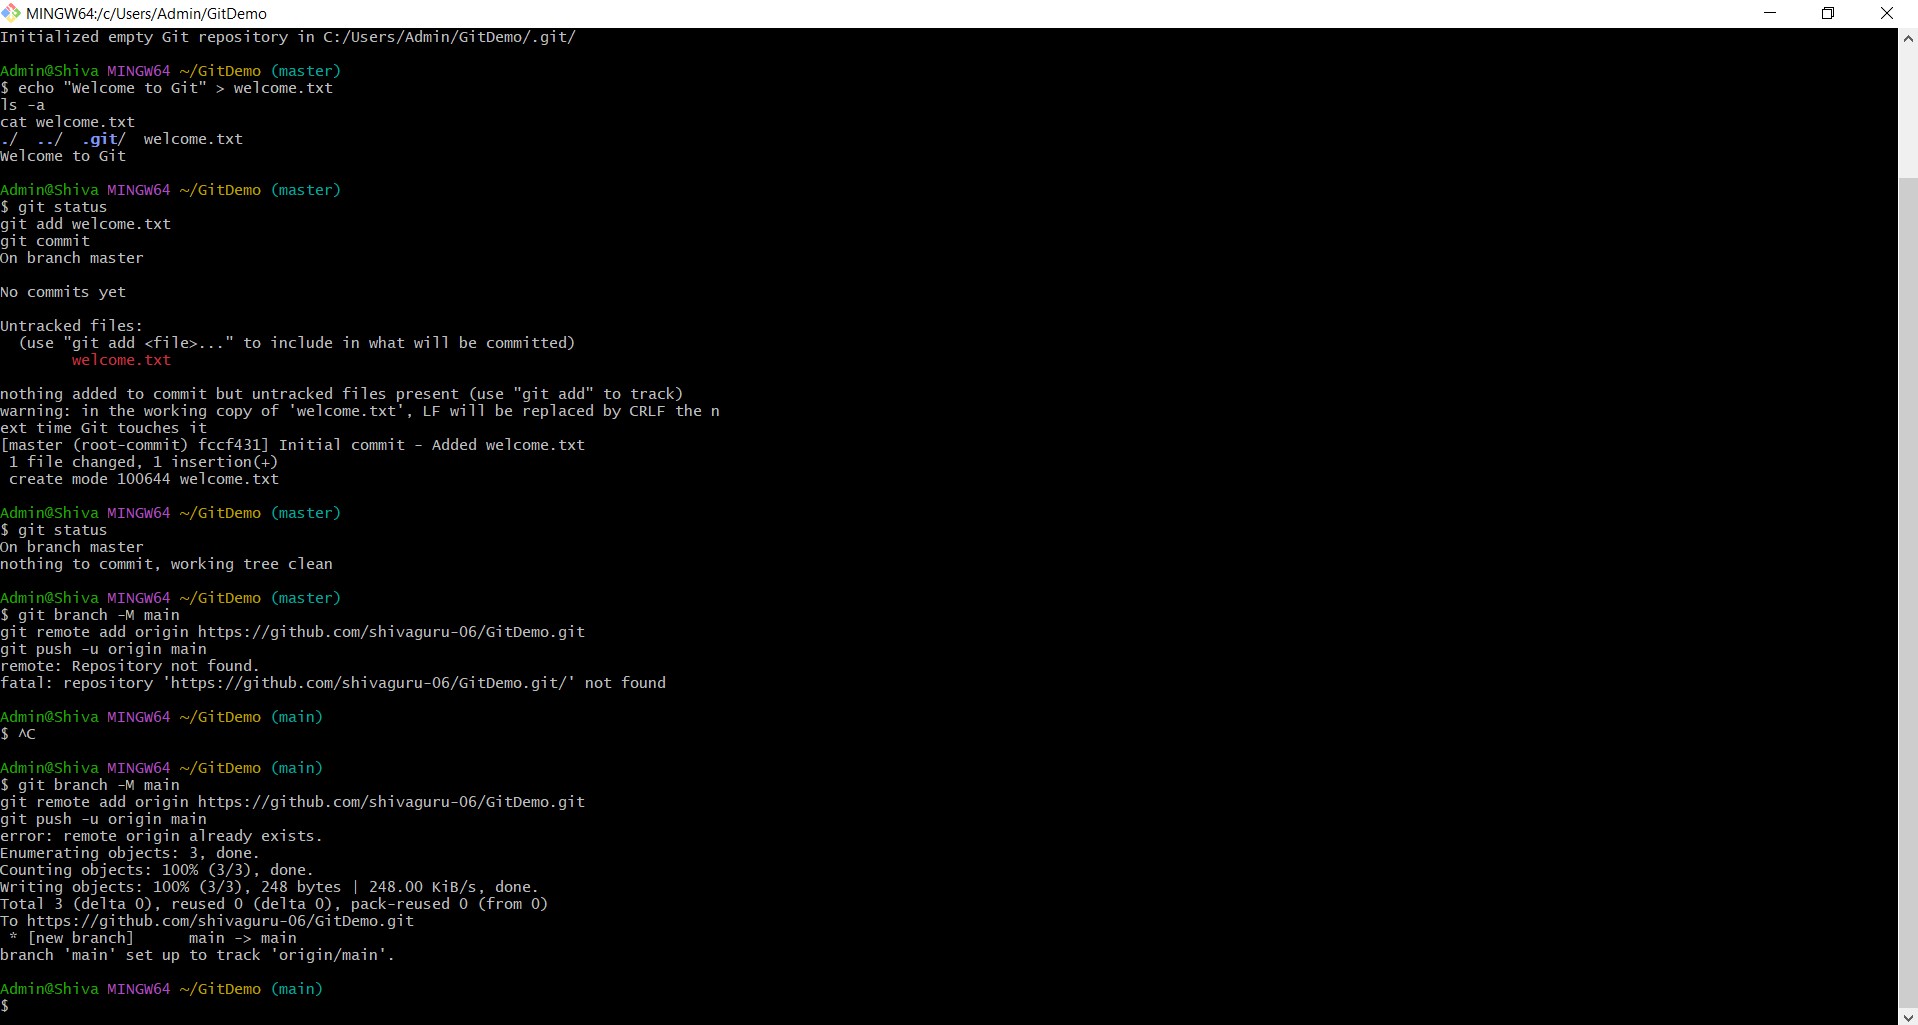 MINGW64:/c/Users/Admin/GitDemo
Initialized empty Git repository in C:/Users/Admin/GitDemo/.git/
Admin@Shiva MINGW64 ~/GitDemo (master)
$ echo "Welcome to Git" > welcome.txt
ls -a
cat welcome.txt
./  ../  .git/  welcome.txt
Welcome to Git
Admin@Shiva MINGW64 ~/GitDemo (master)
$ git status
git add welcome.txt
git commit
On branch master
No commits yet
Untracked files:
  (use "git add <file>..." to include in what will be committed)
        welcome.txt
nothing added to commit but untracked files present (use "git add" to track)
warning: in the working copy of 'welcome.txt', LF will be replaced by CRLF the n
ext time Git touches it
[master (root-commit) fccf431] Initial commit - Added welcome.txt
 1 file changed, 1 insertion(+)
 create mode 100644 welcome.txt
Admin@Shiva MINGW64 ~/GitDemo (master)
$ git status
On branch master
nothing to commit, working tree clean
Admin@Shiva MINGW64 ~/GitDemo (master)
$ git branch -M main
git remote add origin https://github.com/shivaguru-06/GitDemo.git
git push -u origin main
remote: Repository not found.
fatal: repository 'https://github.com/shivaguru-06/GitDemo.git/' not found
Admin@Shiva MINGW64 ~/GitDemo (main)
$ ^C
Admin@Shiva MINGW64 ~/GitDemo (main)
$ git branch -M main
git remote add origin https://github.com/shivaguru-06/GitDemo.git
git push -u origin main
error: remote origin already exists.
Enumerating objects: 3, done.
Counting objects: 100% (3/3), done.
Writing objects: 100% (3/3), 248 bytes | 248.00 KiB/s, done.
Total 3 (delta 0), reused 0 (delta 0), pack-reused 0 (from 0)
To https://github.com/shivaguru-06/GitDemo.git
 * [new branch]      main -> main
branch 'main' set up to track 'origin/main'.
Admin@Shiva MINGW64 ~/GitDemo (main)
$